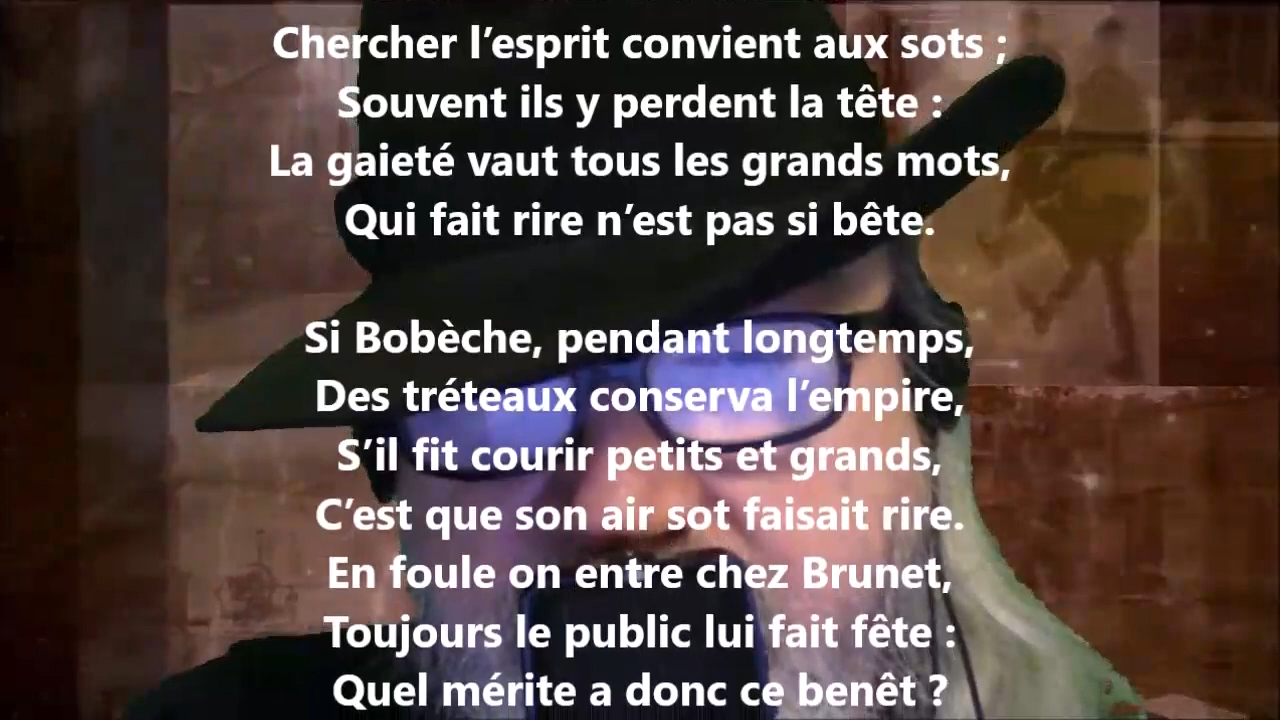 Chercher l’esprit convient aux sots ;
Souvent ils y perdent la tête :
La gaieté vaut tous les grands mots,
Qui fait rire n’est pas si bête.
Si Bobèche, pendant longtemps,
Des tréteaux conserva l’empire,
S’il fit courir petits et grands,
C’est que son air sot faisait rire.
En foule on entre chez Brunet,
Toujours le public lui fait fête :
Quel mérite a donc ce benêt ?